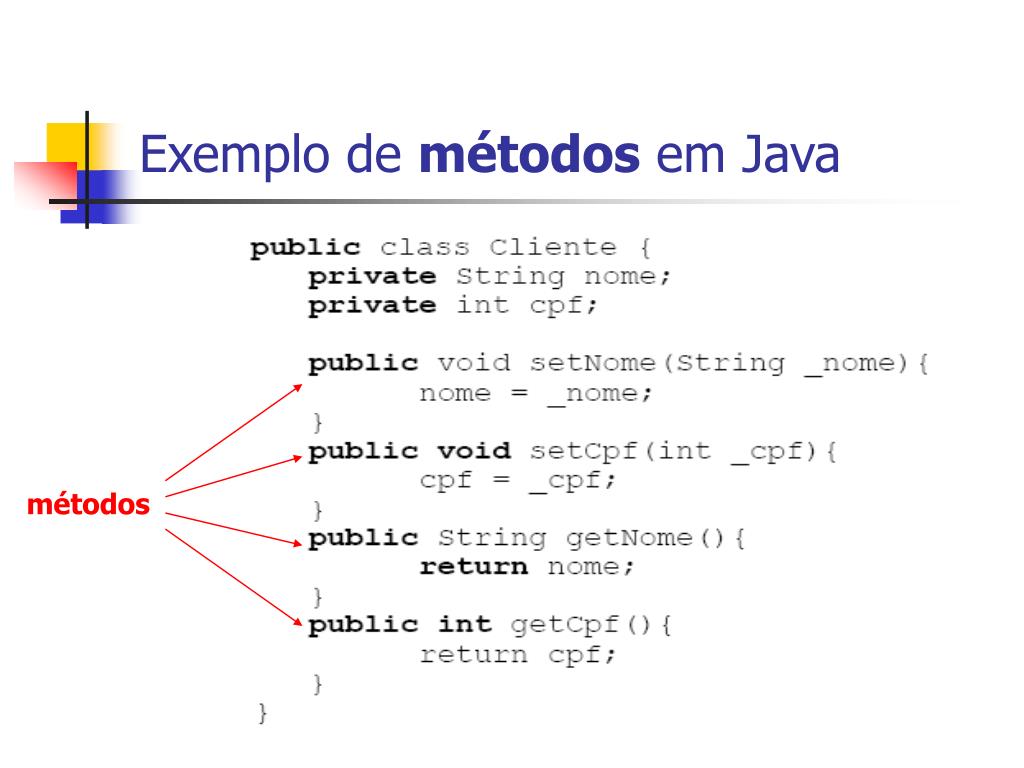 Exemplo de métodos em Java
public class Cliente {
private String nome;
private int cpf;
public void setNome(String _nome){
nome = _nome;
}
public void setCpf(int _cpf){
cpf = _cpf;
}
métodos
public String getNome(){
return nome;
}
public int getCpf(){
return cpf;
}
}